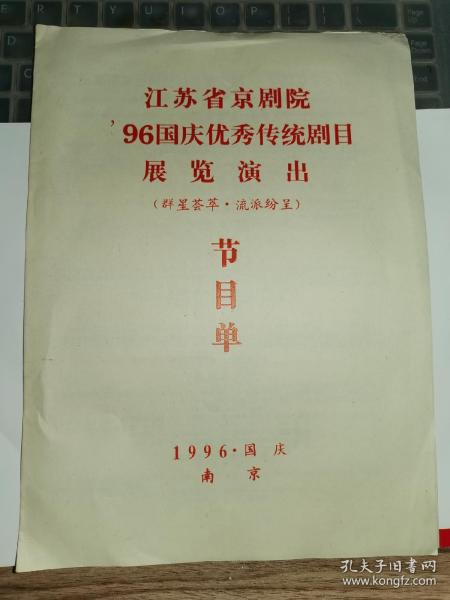 江苏省京剧院
'96国庆优秀传统剧目
展览演出
(群星荟萃·流派纷呈)
节目单
1996·国庆
南京
孔夫子旧书网
www.kongfz.com